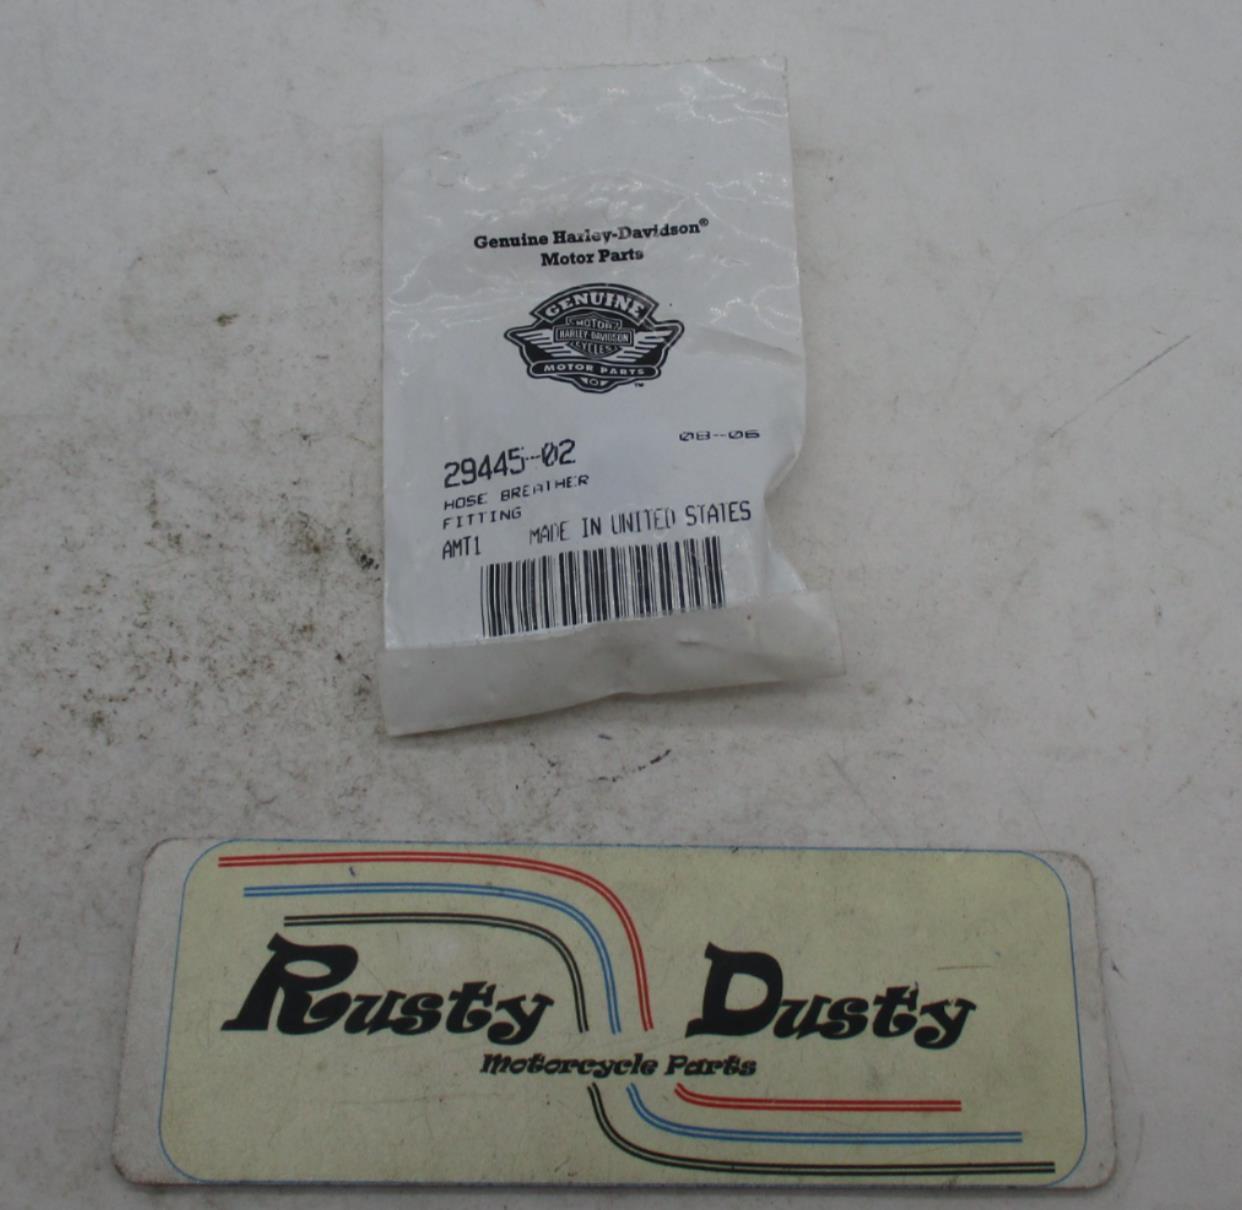 Genuine Harley-Davidson®
Motor Parts
GENUINE
MOTOR
HARLEY-DAVIDSON
CYCLES
MOTOR PARTS
™
08-06
29445-02
HOSE BREATHER
FITTING
AMT1 MADE IN UNITED STATES
Rusty Dusty
Motorcycle Parts